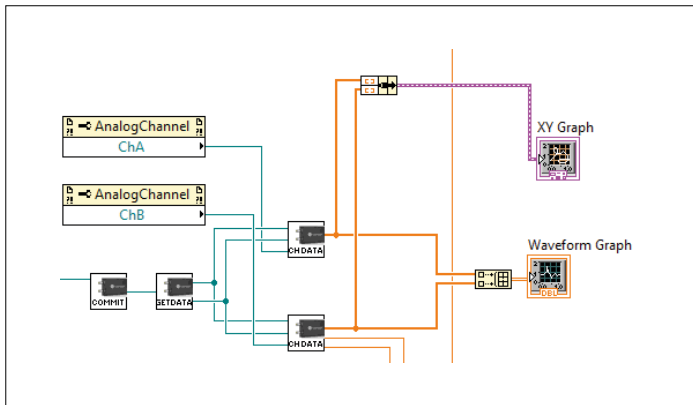 AnalogChannel
ChA
XY Graph
AnalogChannel
ChB
CHDATA
Waveform Graph
COMMIT
GETDATA
DBL
CHDATA